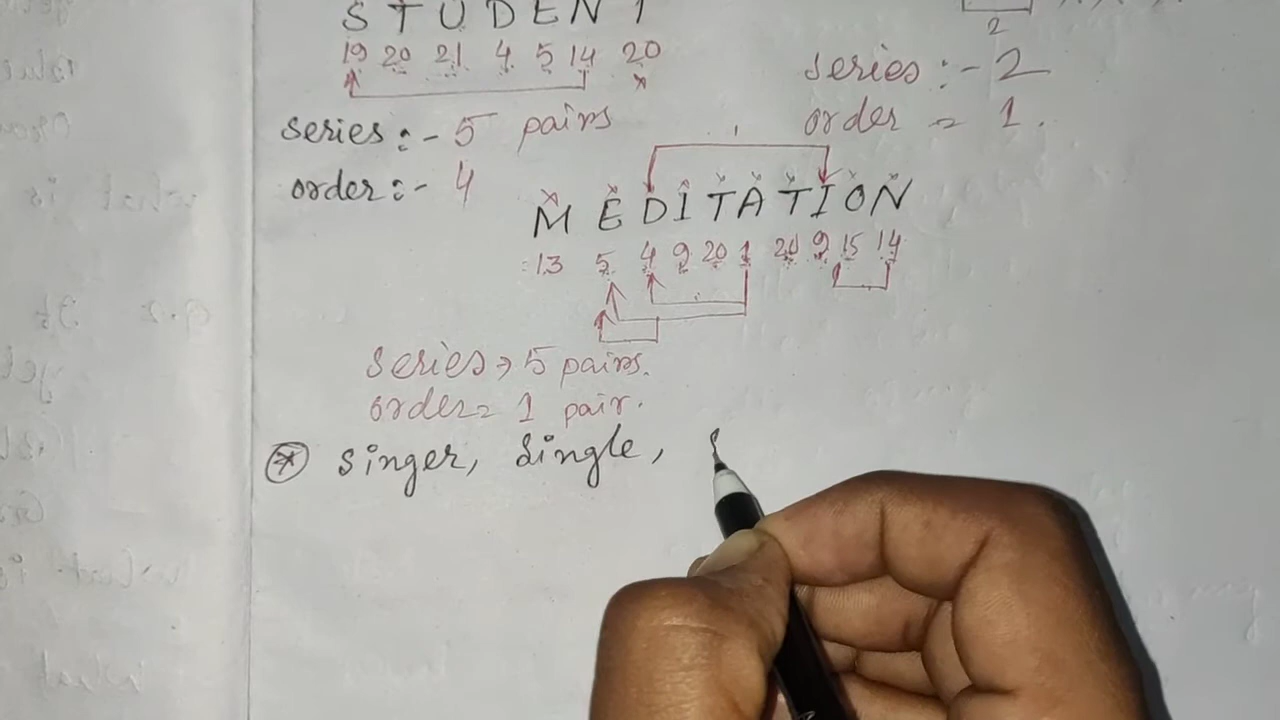 STUDENT
19 20 21 4 5 14 20
2
series :- 2
order = 1.
series :- 5 pairs
order :- 4
MEDITATION
13 5 4 9 20 1 20 9 15 14
series → 5 pairs.
order = 1 pair.
* singer, single, s